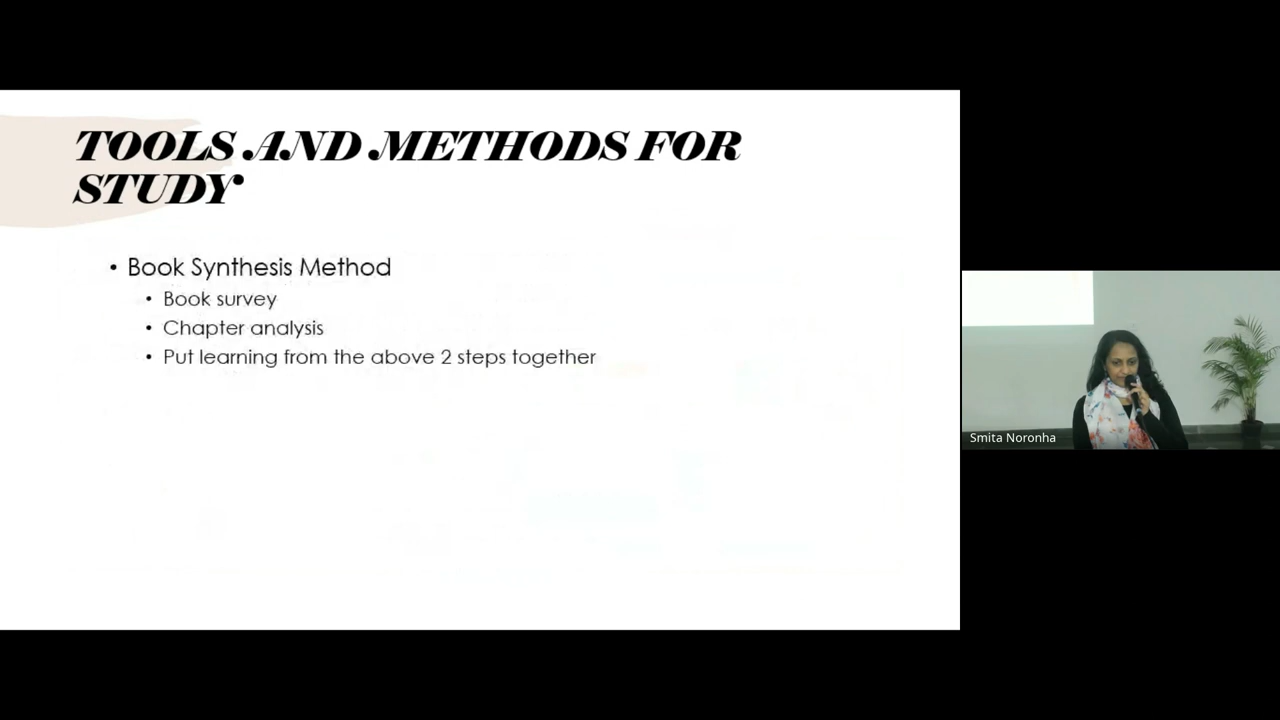 TOOLS AND METHODS FOR
STUDY
• Book Synthesis Method
• Book survey
• Chapter analysis
• Put learning from the above 2 steps together
Smita Noronha